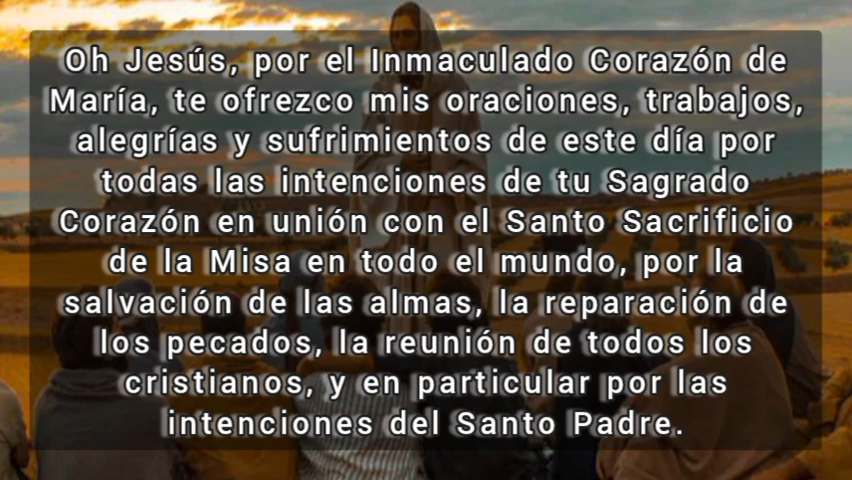 Oh Jesús, por el Inmaculado Corazón de
María, te ofrezco mis oraciones, trabajos,
alegrías y sufrimientos de este día por
todas las intenciones de tu Sagrado
Corazón en unión con el Santo Sacrificio
de la Misa en todo el mundo, por la
salvación de las almas, la reparación de
los pecados, la reunión de todos los
cristianos, y en particular por las
intenciones del Santo Padre.